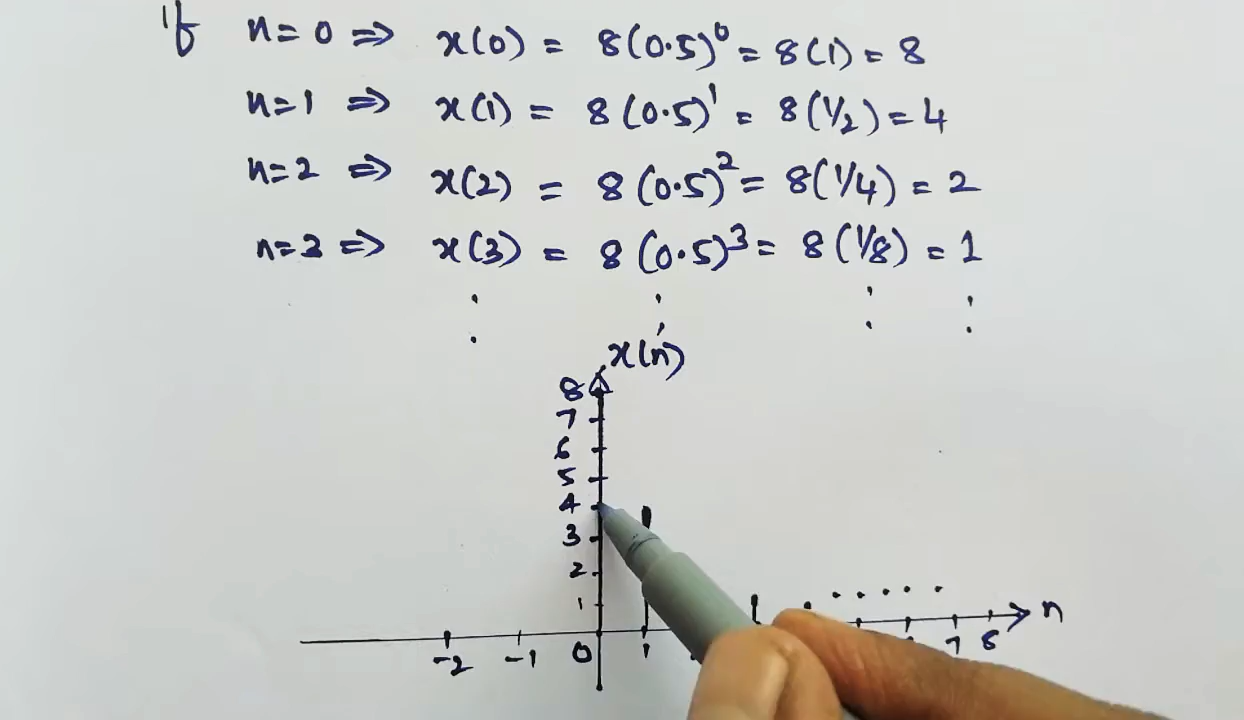 If n=0 ⇒ x(0) = 8(0.5)⁰ = 8(1) = 8
n=1 ⇒ x(1) = 8(0.5)¹ = 8(1/2) = 4
n=2 ⇒ x(2) = 8(0.5)² = 8(1/4) = 2
n=3 ⇒ x(3) = 8(0.5)³ = 8(1/8) = 1
x(n)
8
7
6
5
4
3
2
1
n
-2 -1 0 1 7 8